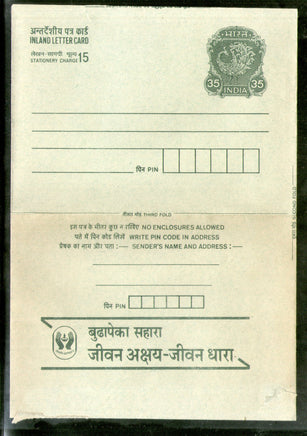 अन्तर्देशीय पत्र कार्ड
INLAND LETTER CARD
लेखन-सामग्री मूल्य
STATIONERY CHARGE 15
भारत
35 35
INDIA
पिन PIN
तीसरा मोड़ THIRD FOLD
इस पत्र के भीतर कुछ न रखिए NO ENCLOSURES ALLOWED
पते में पिन कोड लिखें WRITE PIN CODE IN ADDRESS
प्रेषक का नाम और पता :— SENDER'S NAME AND ADDRESS :—
पिन PIN
बुढापेका सहारा
जीवन अक्षय-जीवन धारा
SECOND FOLD